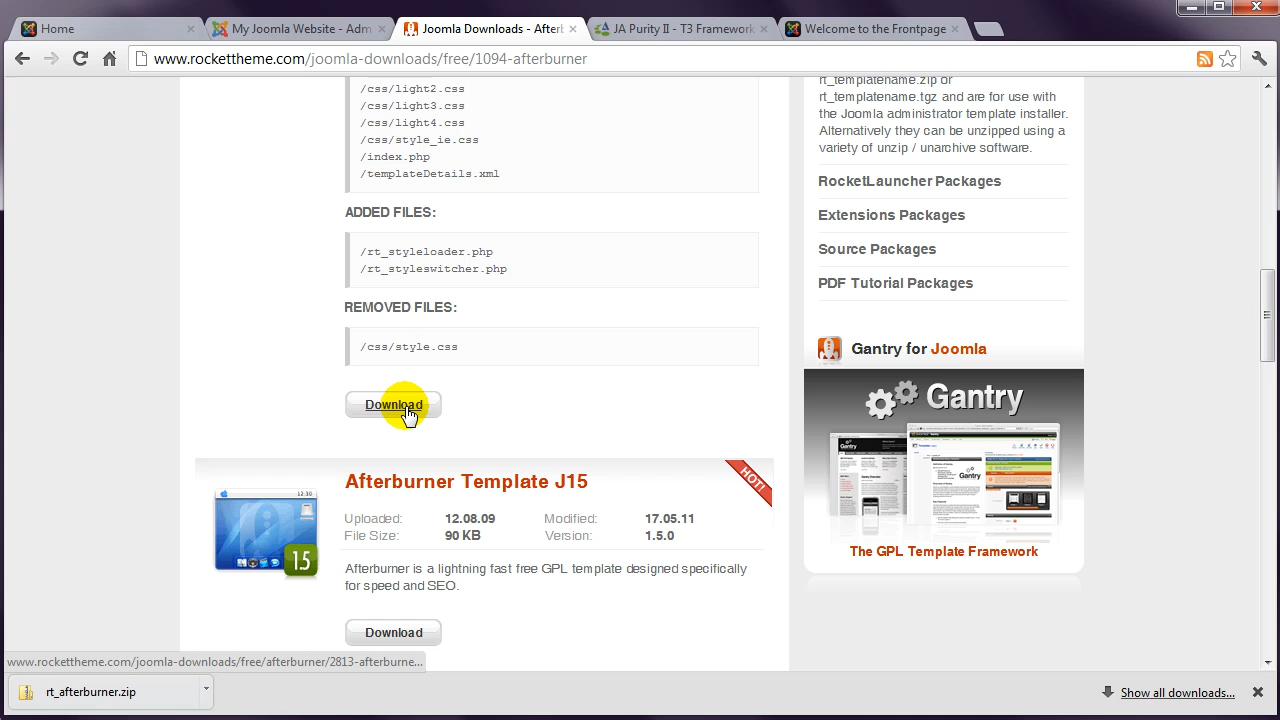 Home
My Joomla Website - Adm
Joomla Downloads - Afterb
JA Purity II - T3 Framework
Welcome to the Frontpage
www.rockettheme.com/joomla-downloads/free/1094-afterburner
/css/light2.css
/css/light3.css
/css/light4.css
/css/style_ie.css
/index.php
/templateDetails.xml
ADDED FILES:
/rt_styleloader.php
/rt_styleswitcher.php
REMOVED FILES:
/css/style.css
Download
Afterburner Template J15
HOT!
Uploaded: 12.08.09 Modified: 17.05.11
File Size: 90 KB Version: 1.5.0
Afterburner is a lightning fast free GPL template designed specifically
for speed and SEO.
15
Download
rt_templatename.zip or
rt_templatename.tgz and are for use with
the Joomla administrator template installer.
Alternatively they can be unzipped using a
variety of unzip / unarchive software.
RocketLauncher Packages
Extensions Packages
Source Packages
PDF Tutorial Packages
Gantry for Joomla
Gantry
The GPL Template Framework
www.rockettheme.com/joomla-downloads/free/afterburner/2813-afterburne...
rt_afterburner.zip
Show all downloads...